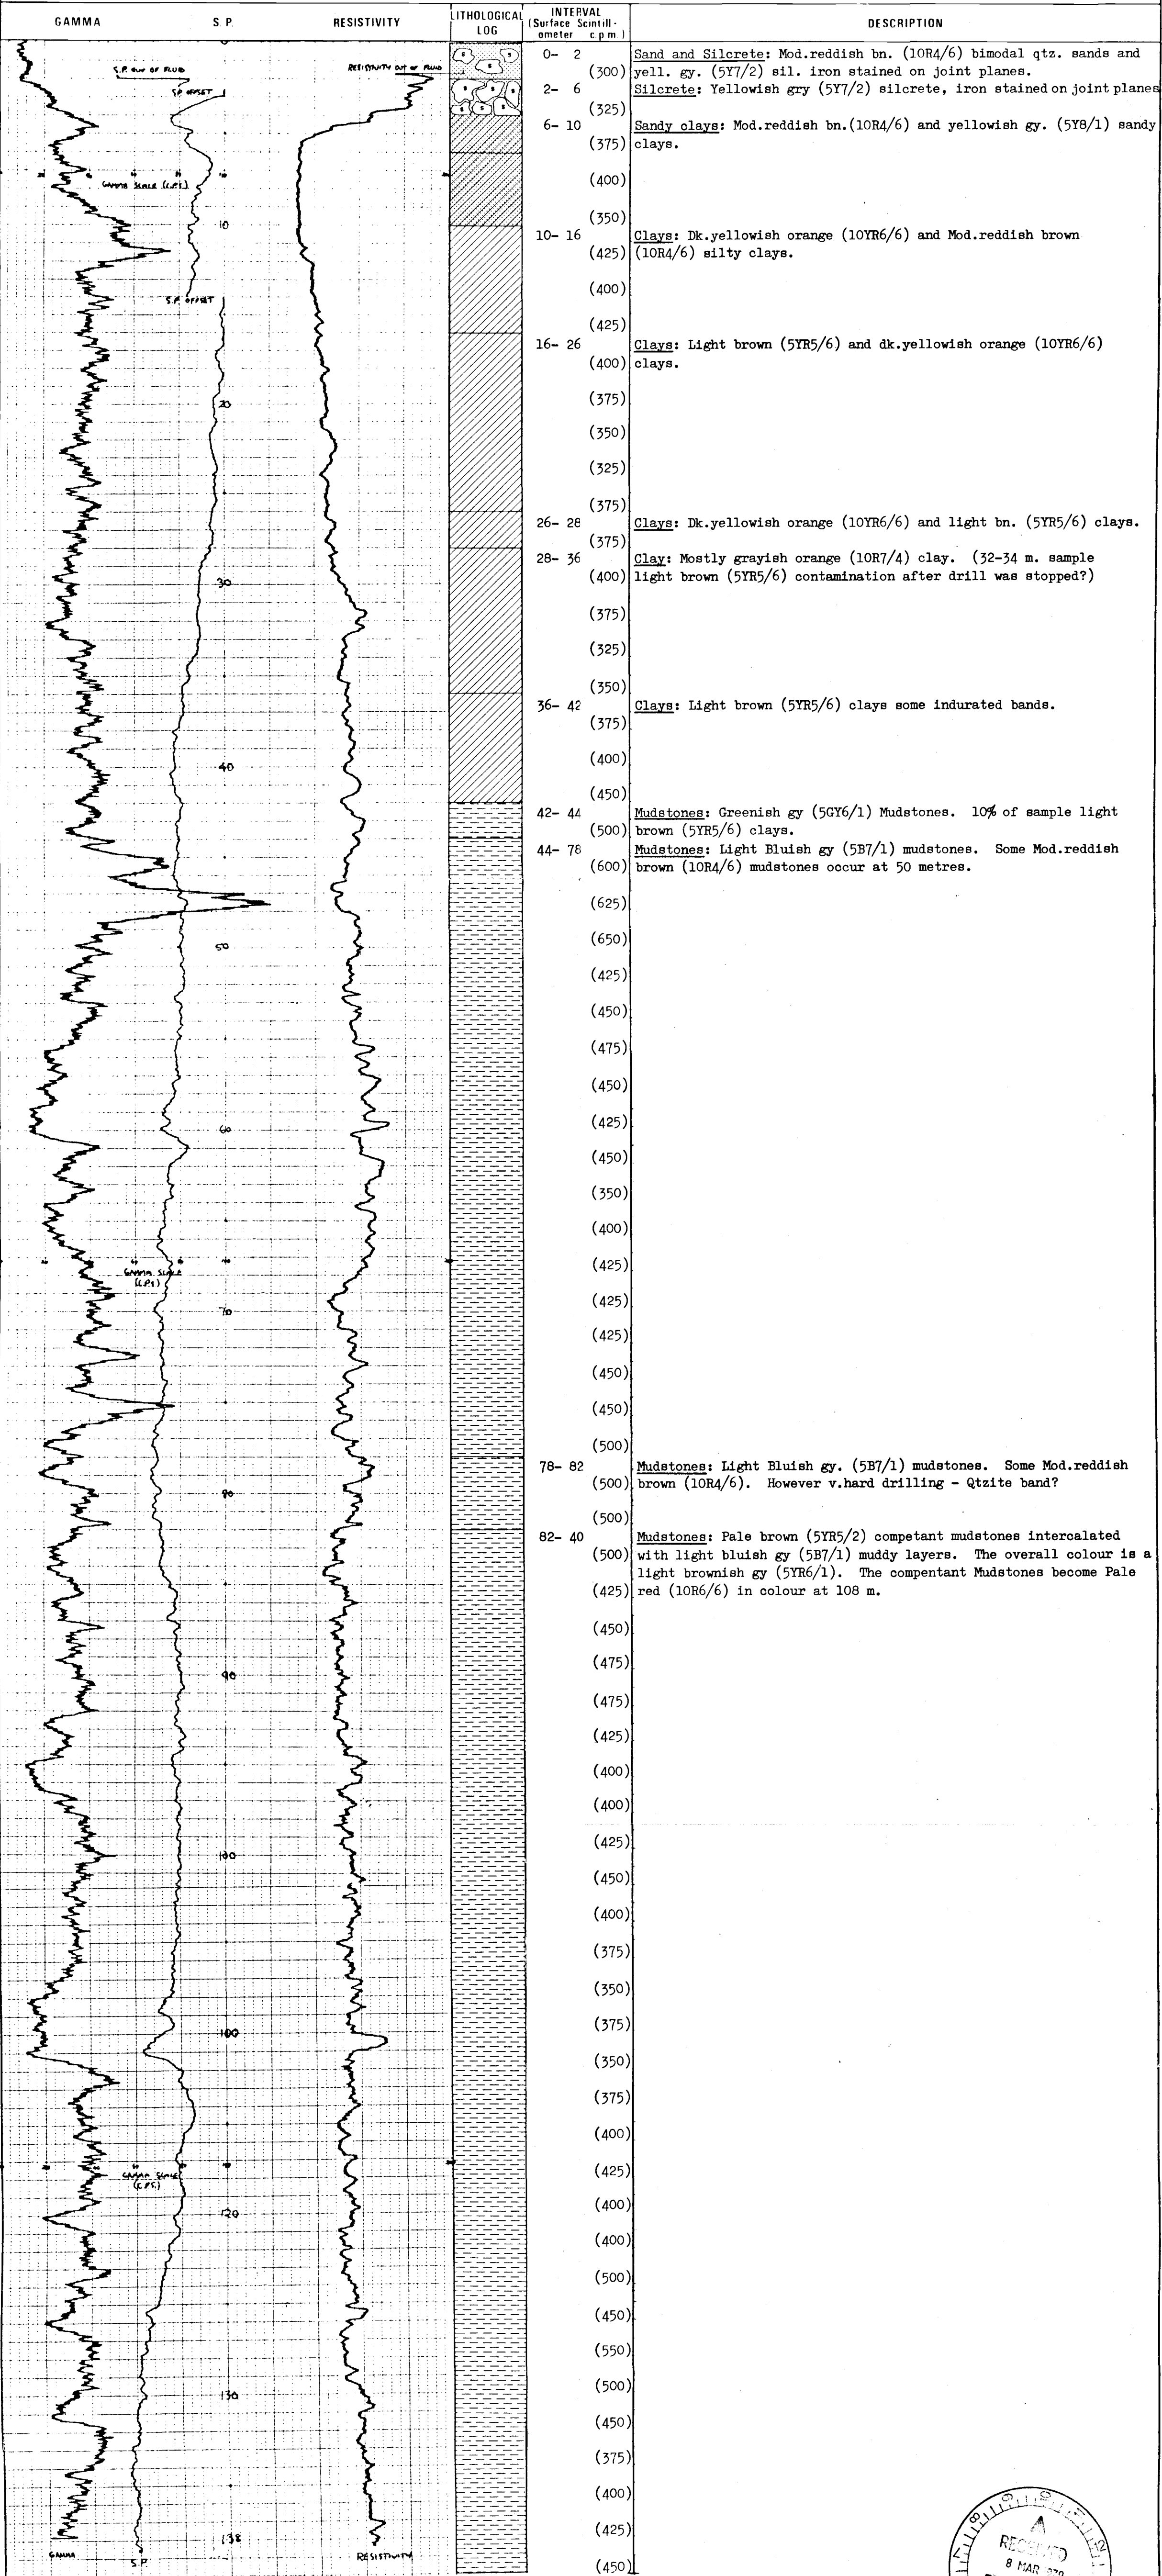 GAMMA S.P. RESISTIVITY LITHOLOGICAL LOG INTERVAL (Surface Scintill- ometer c.p.m.) DESCRIPTION
S.P. OUT OF FLUID
RESISTIVITY OUT OF FLUID
S.P. OFFSET
GAMMA SCALE (C.P.S.)
10
S.P. OFFSET
20
30
40
50
60
GAMMA SCALE
(C.P.S)
70
80
90
100
100
GAMMA SCALE
(C.P.S.)
120
130
138
GAMMA
S.P
RESISTIVITY
0- 2 Sand and Silcrete: Mod.reddish bn. (10R4/6) bimodal qtz. sands and
(300) yell. gy. (5Y7/2) sil. iron stained on joint planes.
2- 6 Silcrete: Yellowish gry (5Y7/2) silcrete, iron stained on joint planes
(325)
6- 10 Sandy clays: Mod.reddish bn.(10R4/6) and yellowish gy. (5Y8/1) sandy
(375) clays.
(400)
(350)
10- 16 Clays: Dk.yellowish orange (10YR6/6) and Mod.reddish brown
(425) (10R4/6) silty clays.
(400)
(425)
16- 26 Clays: Light brown (5YR5/6) and dk.yellowish orange (10YR6/6)
(400) clays.
(375)
(350)
(325)
(375)
26- 28 Clays: Dk.yellowish orange (10YR6/6) and light bn. (5YR5/6) clays.
(375)
28- 36 Clay: Mostly grayish orange (10R7/4) clay. (32-34 m. sample
(400) light brown (5YR5/6) contamination after drill was stopped?)
(375)
(325)
(350)
36- 42 Clays: Light brown (5YR5/6) clays some indurated bands.
(375)
(400)
(450)
42- 44 Mudstones: Greenish gy (5GY6/1) Mudstones. 10% of sample light
(500) brown (5YR5/6) clays.
44- 78 Mudstones: Light Bluish gy (5B7/1) mudstones. Some Mod.reddish
(600) brown (10R4/6) mudstones occur at 50 metres.
(625)
(650)
(425)
(450)
(475)
(450)
(425)
(450)
(350)
(400)
(425)
(425)
(425)
(450)
(450)
(500)
78- 82 Mudstones: Light Bluish gy. (5B7/1) mudstones. Some Mod.reddish
(500) brown (10R4/6). However v.hard drilling - Qtzite band?
(500)
82- 40 Mudstones: Pale brown (5YR5/2) competant mudstones intercalated
(500) with light bluish gy (5B7/1) muddy layers. The overall colour is a
light brownish gy (5YR6/1). The compentant Mudstones become Pale
(425) red (10R6/6) in colour at 108 m.
(450)
(475)
(475)
(425)
(400)
(400)
(425)
(450)
(400)
(375)
(350)
(375)
(350)
(375)
(400)
(425)
(400)
(400)
(500)
(450)
(550)
(500)
(450)
(375)
(400)
(425)
(450)
RECEIVED
8 MAR 1979